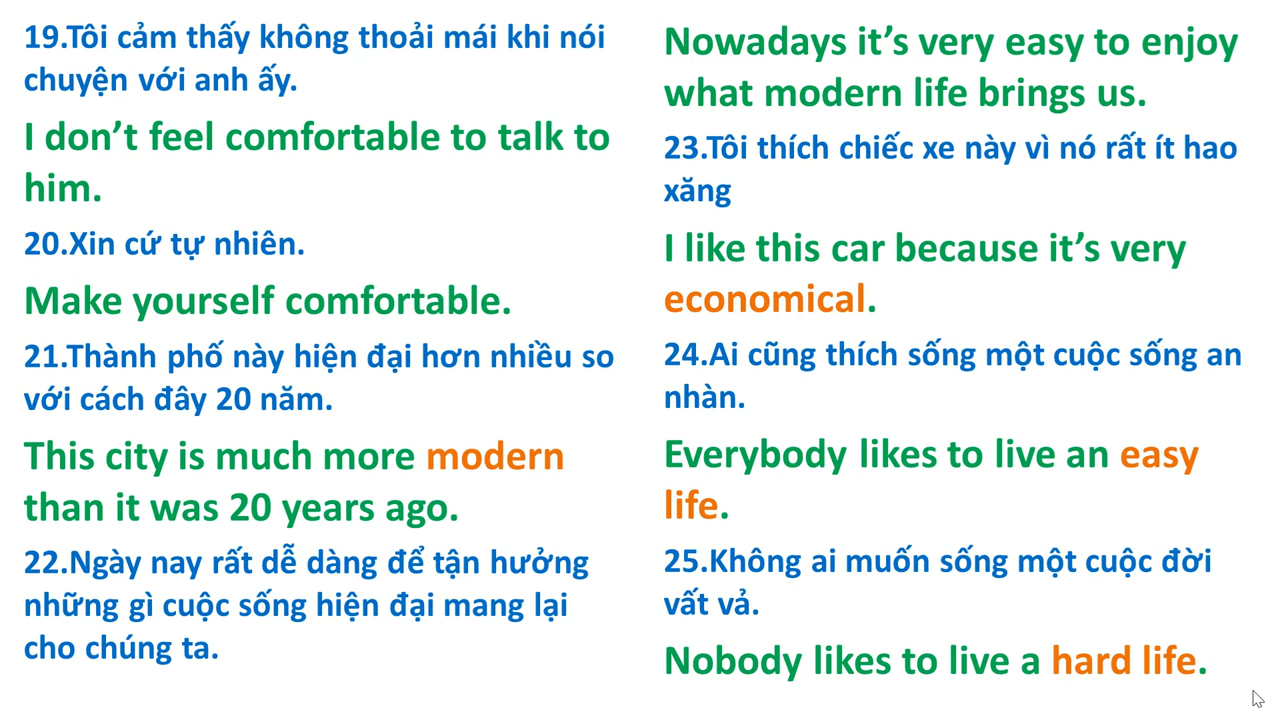 19.Tôi cảm thấy không thoải mái khi nói
chuyện với anh ấy.
I don’t feel comfortable to talk to
him.
20.Xin cứ tự nhiên.
Make yourself comfortable.
21.Thành phố này hiện đại hơn nhiều so
với cách đây 20 năm.
This city is much more modern
than it was 20 years ago.
22.Ngày nay rất dễ dàng để tận hưởng
những gì cuộc sống hiện đại mang lại
cho chúng ta.
Nowadays it’s very easy to enjoy
what modern life brings us.
23.Tôi thích chiếc xe này vì nó rất ít hao
xăng
I like this car because it’s very
economical.
24.Ai cũng thích sống một cuộc sống an
nhàn.
Everybody likes to live an easy
life.
25.Không ai muốn sống một cuộc đời
vất vả.
Nobody likes to live a hard life.